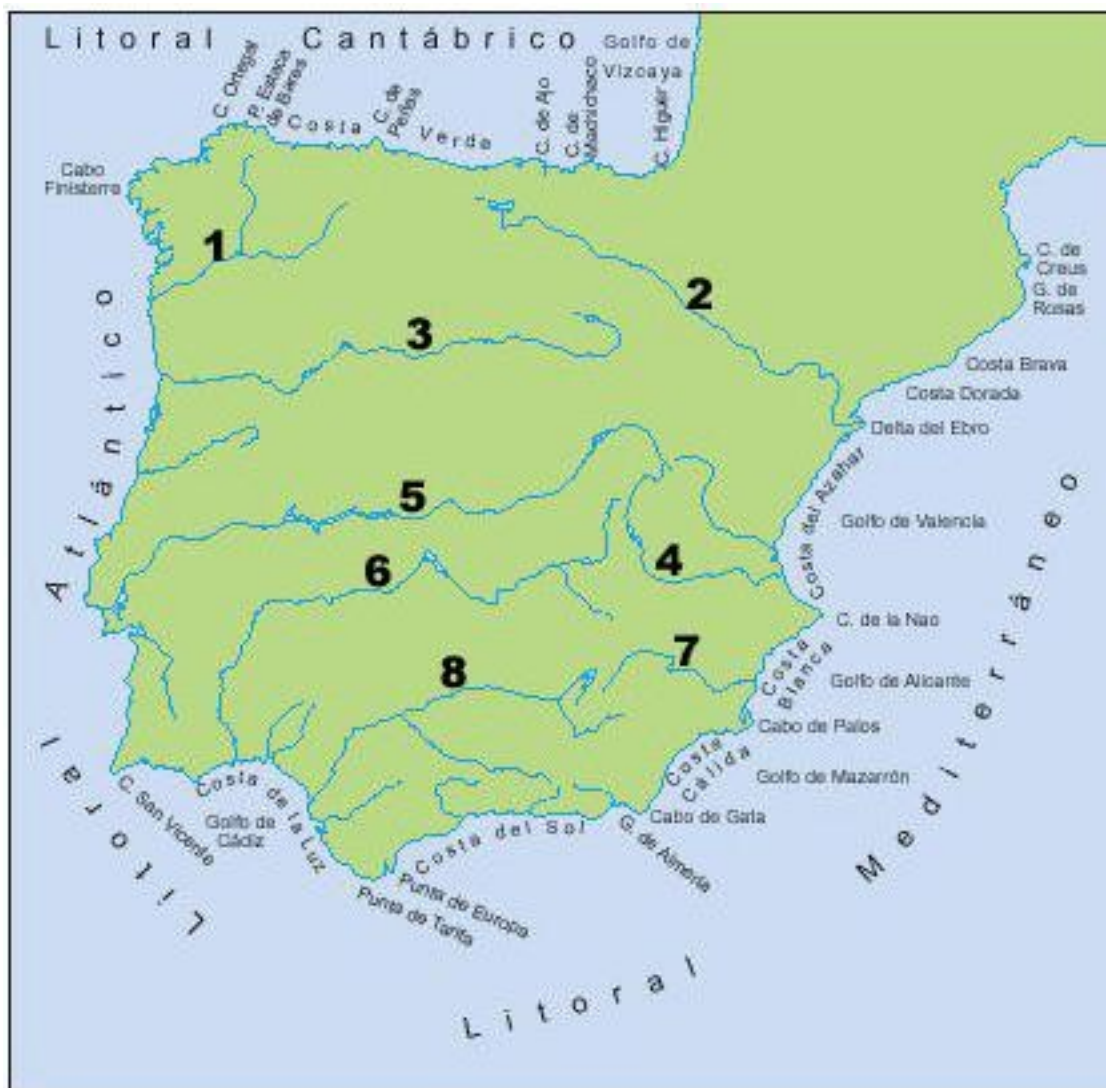 Litoral Cantábrico
Golfo de
Vizcaya
C. Ortegal
P. Estaca
de Bares
Costa Verde
C. de
Peñas
C. de Ajo
C. de
Machichaco
C. Higuer
Cabo
Finisterre
1
2
3
4
5
6
7
8
C. de
Creus
G. de
Rosas
Costa Brava
Costa Dorada
Delta del Ebro
Costa del Azahar
Golfo de Valencia
C. de la Nao
Costa
Blanca
Golfo de Alicante
Cabo de Palos
Costa
Cálida
Golfo de Mazarrón
Cabo de Gata
G. de Almería
Costa del Sol
Punta de Europa
Punta de Tarifa
Costa de la Luz
Golfo de
Cádiz
C. San Vicente
Litoral Atlántico
Litoral Mediterráneo